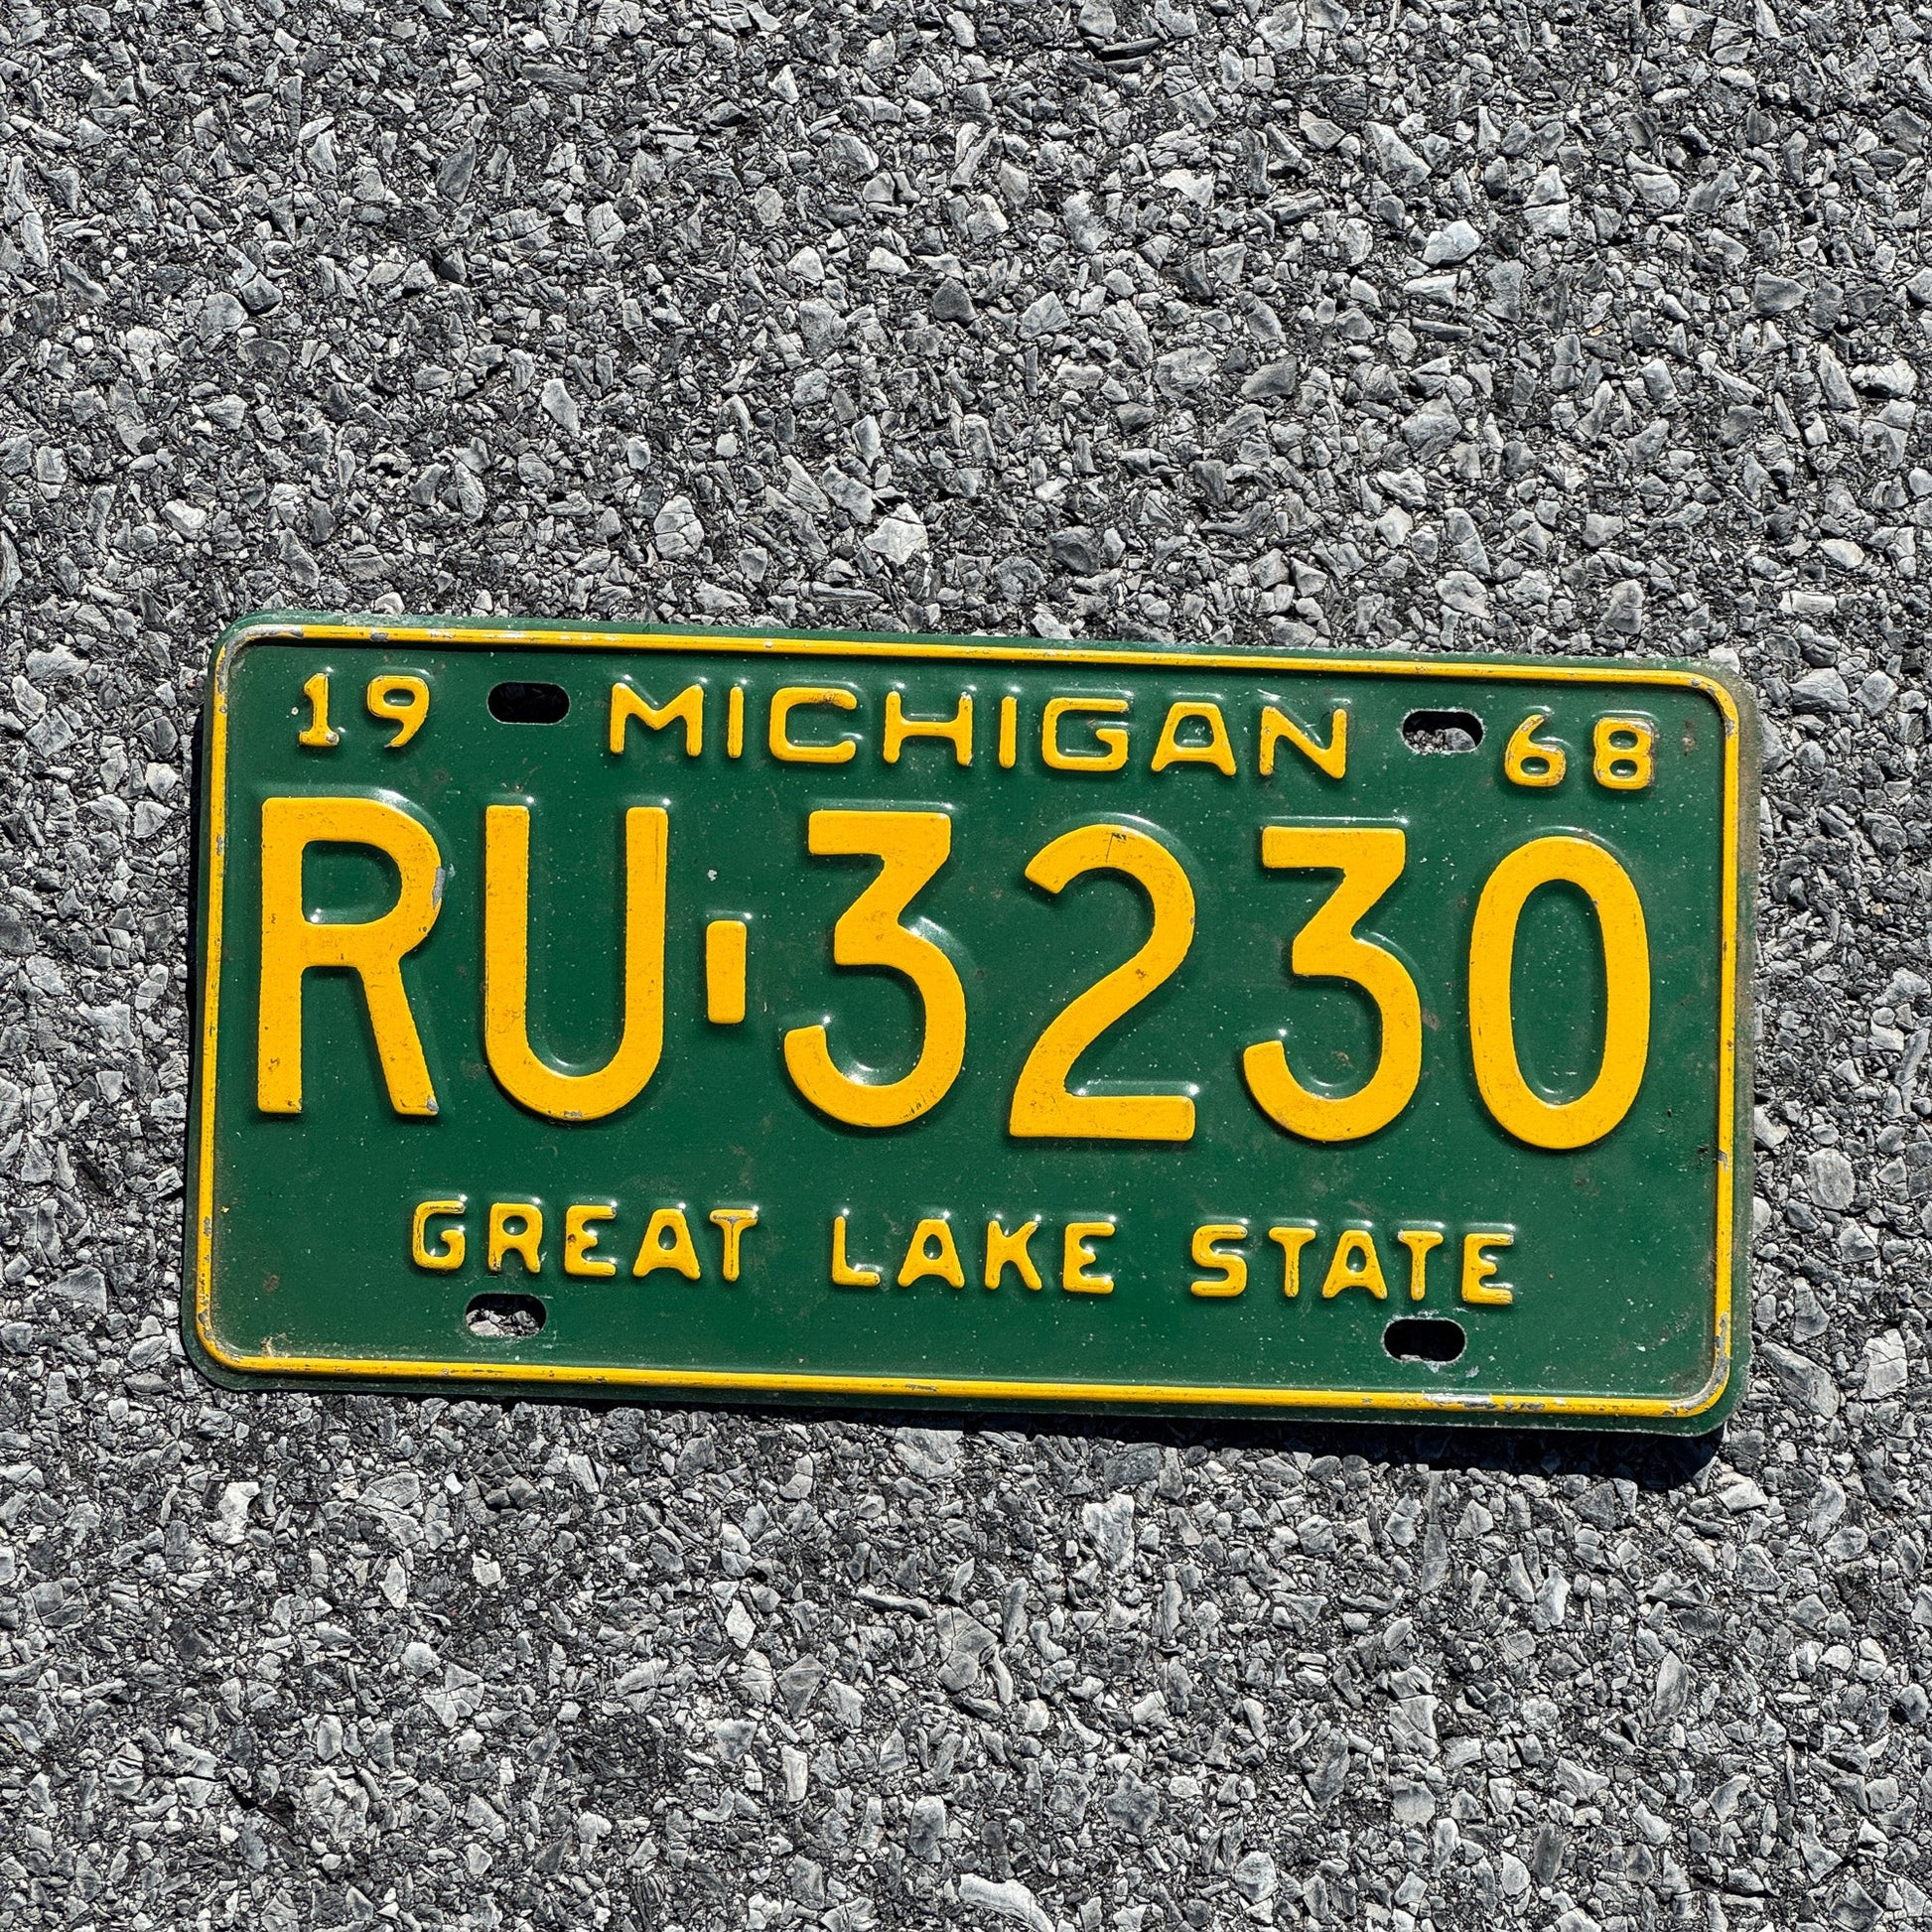 19 MICHIGAN 68
RU-3230
GREAT LAKE STATE